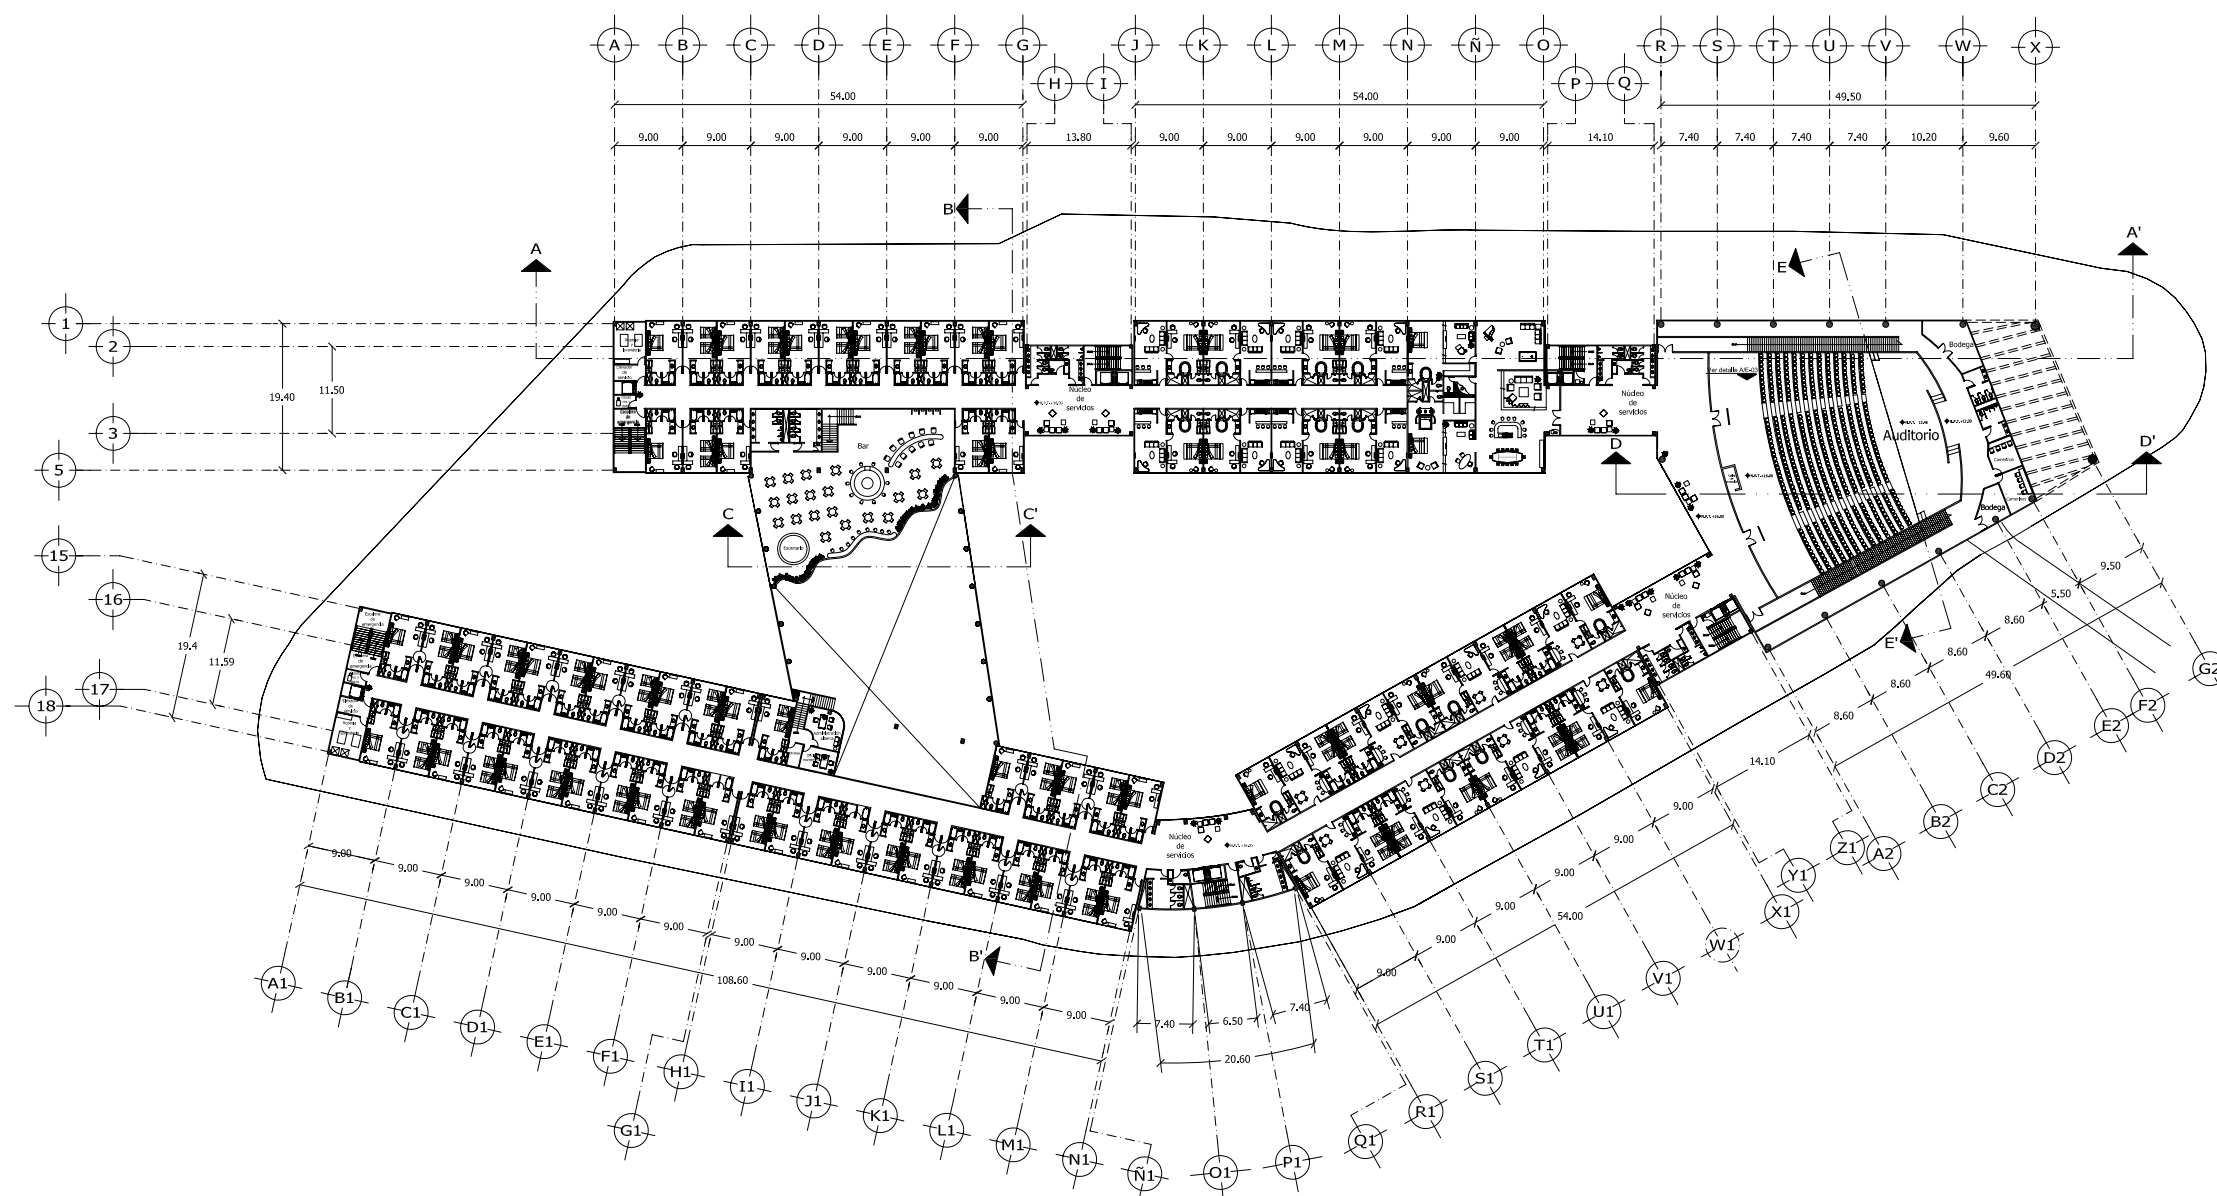 A B C D E F G J K L M N Ñ O R S T U V W X
H I P Q
54.00 54.00 49.50
9.00 9.00 9.00 9.00 9.00 9.00 13.80 9.00 9.00 9.00 9.00 9.00 9.00 14.10 7.40 7.40 7.40 7.40 10.20 9.60
B
A A'
E
1
2
3
5
19.40
11.50
Núcleo
de
servicios
Núcleo
de
servicios
Bodega
Ver detalle A/E-03
Auditorio
Bar
Escenario
Bodega
D D'
C C'
15
16
17
18
19.4
11.59
Núcleo
de
servicios
Núcleo
de
servicios
E'
B'
9.50
5.50
8.60
8.60
8.60
8.60
49.60
14.10
9.00
9.00
9.00
9.00
9.00
9.00
54.00
9.00 9.00 9.00 9.00 9.00 9.00 9.00 9.00 9.00 9.00 9.00 9.00
108.60
7.40 6.50 7.40
20.60
A1 B1 C1 D1 E1 F1 G1 H1 I1 J1 K1 L1 M1 N1 Ñ1 O1 P1 Q1 R1 S1 T1 U1 V1 W1 X1 Y1 Z1 A2 B2 C2 D2 E2 F2 G2